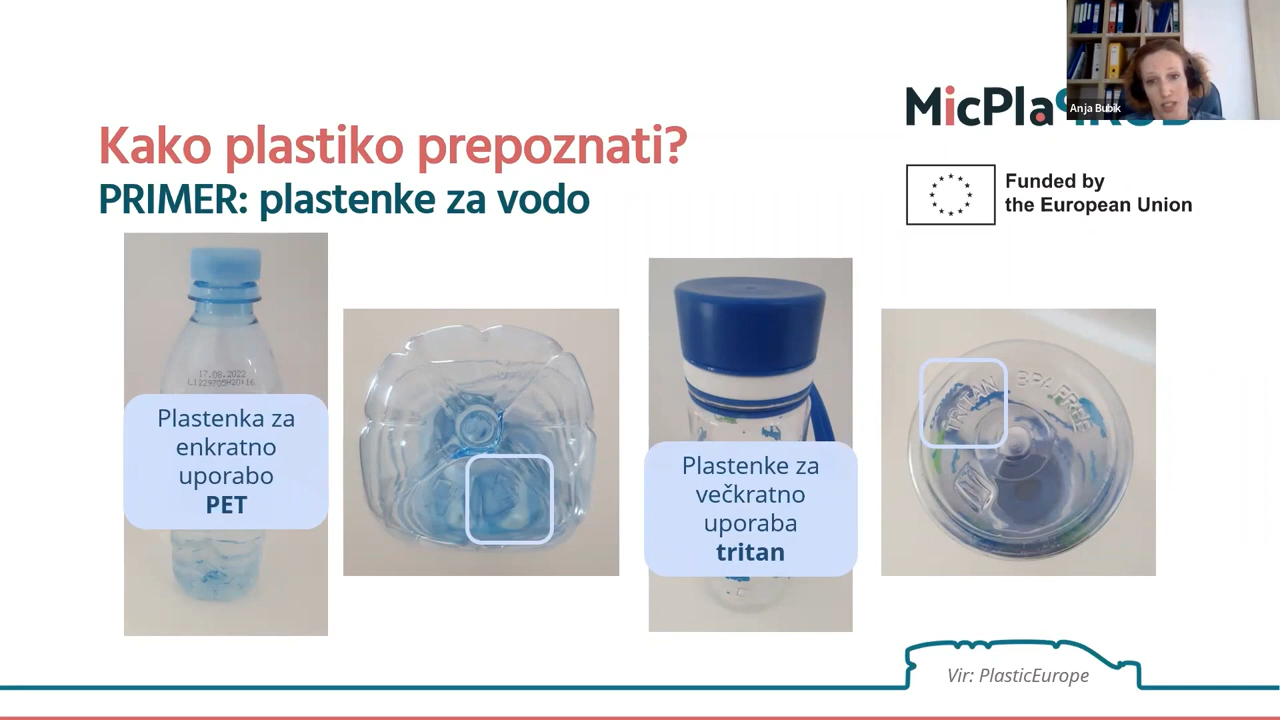 Anja Bubik
MicPla
Kako plastiko prepoznati?
PRIMER: plastenke za vodo
Funded by
the European Union
17.08.2022
Plastenka za
enkratno
uporabo
PET
Plastenke za
večkratno
uporaba
tritan
TRITAN BPA FREE
Vir: PlasticEurope